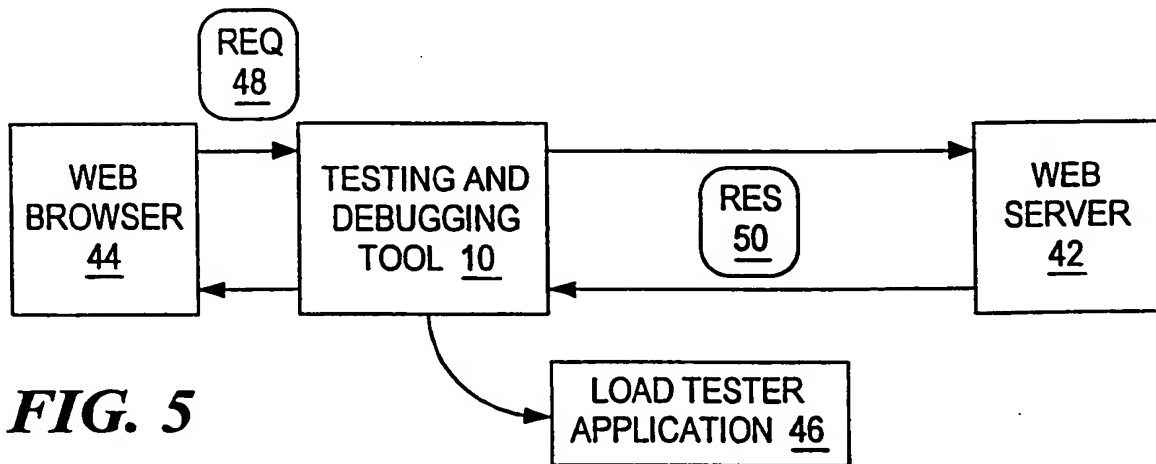 REQ
48
WEB
BROWSER
44
TESTING AND
DEBUGGING
TOOL 10
RES
50
WEB
SERVER
42
LOAD TESTER
APPLICATION 46
FIG. 5